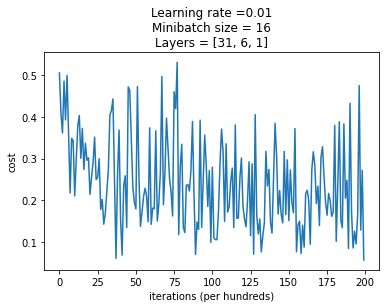 Learning rate =0.01
Minibatch size = 16
Layers = [31, 6, 1]
0.5
0.4
0.3
0.2
0.1
cost
0 25 50 75 100 125 150 175 200
iterations (per hundreds)